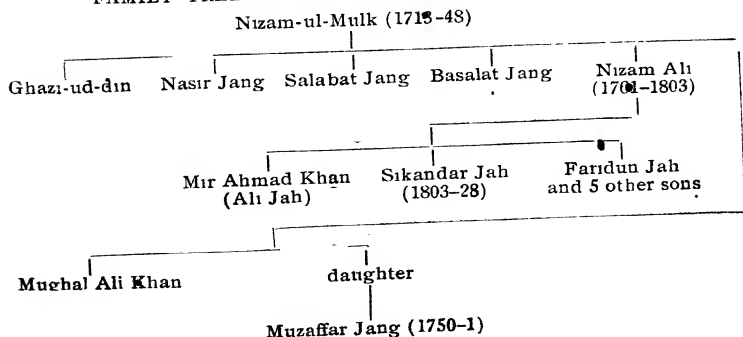 Nizam-ul-Mulk (1713-48)
Ghazi-ud-din Nasir Jang Salabat Jang Basalat Jang Nizam Ali
(1761-1803)
Mir Ahmad Khan Sikandar Jah Faridun Jah
(Ali Jah) (1803-28) and 5 other sons
Mughal Ali Khan daughter
Muzaffar Jang (1750-1)